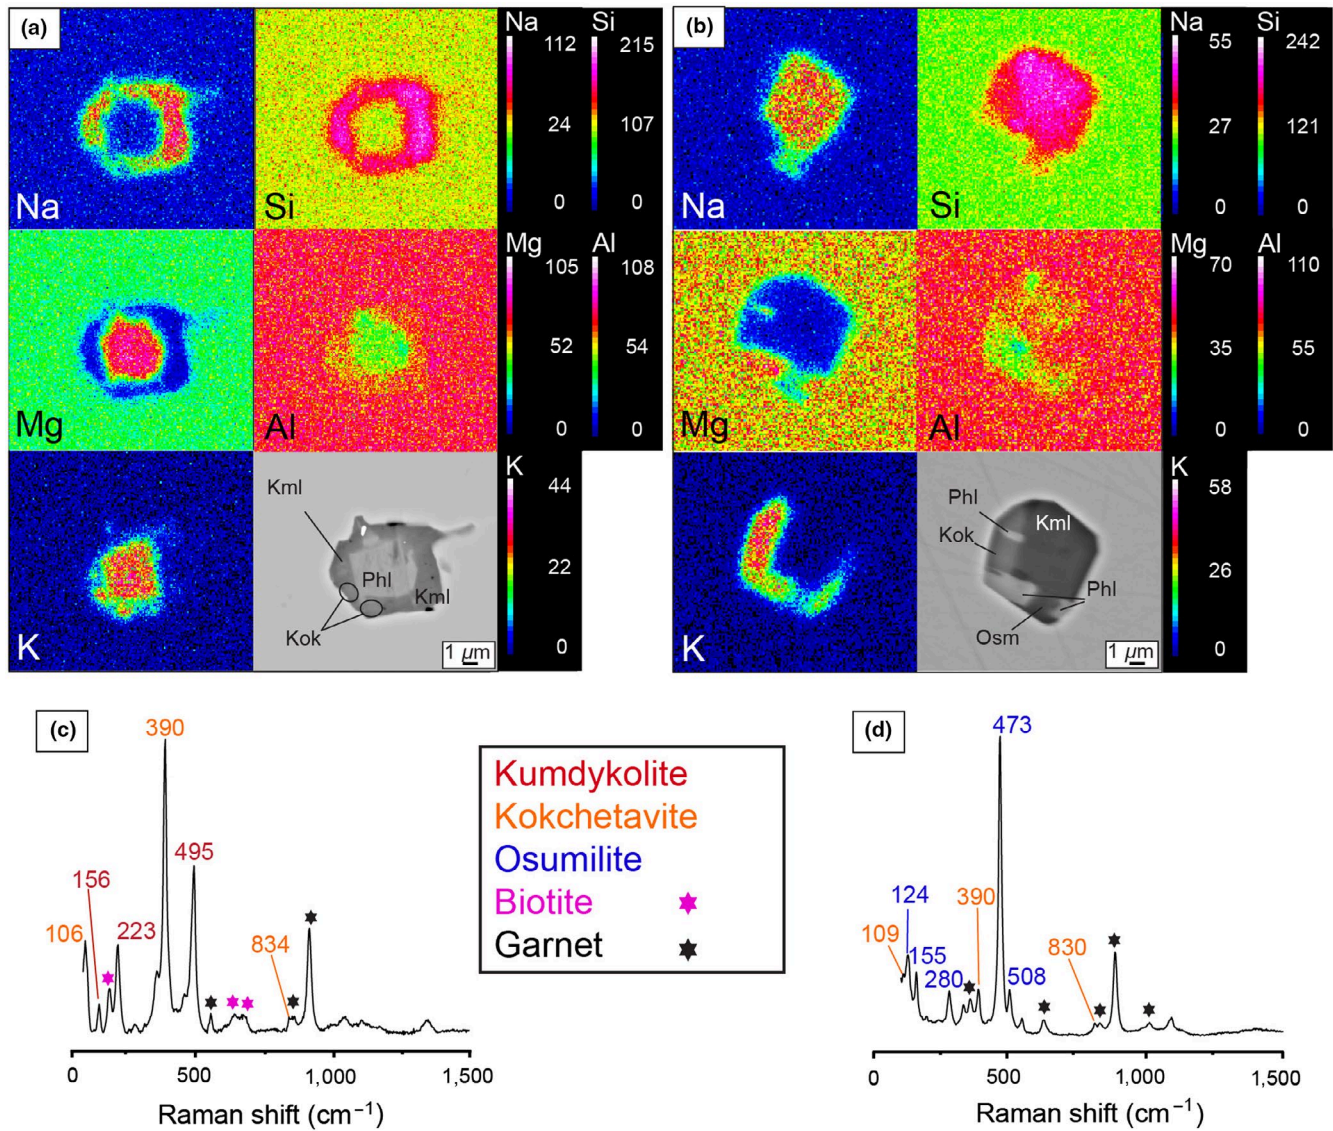 (a)
Na
Si
Na
112
24
0
Si
215
107
0
Mg
Al
Mg
105
52
0
Al
108
54
0
K
Kml
Phl
Kml
Kok
1 µm
K
44
22
0
(b)
Na
Si
Na
55
27
0
Si
242
121
0
Mg
Al
Mg
70
35
0
Al
110
55
0
K
Phl
Kok
Kml
Phl
Osm
1 µm
K
58
26
0
(c)
390
495
156
106
223
834
0
500
1,000
1,500
Raman shift (cm⁻¹)
Kumdykolite
Kokchetavite
Osumilite
Biotite
Garnet
(d)
473
124
390
109
155
280
508
830
0
500
1,000
1,500
Raman shift (cm⁻¹)